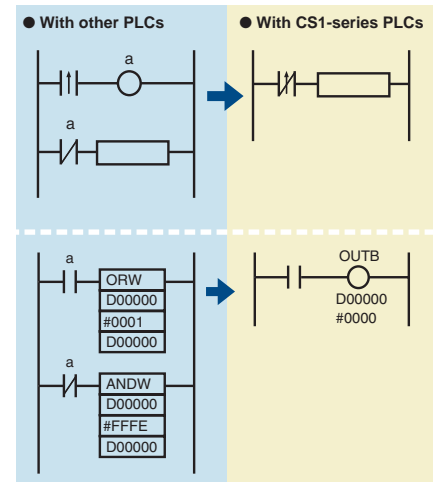 ● With other PLCs
● With CS1-series PLCs
a
a
a
ORW
D00000
#0001
D00000
a
ANDW
D00000
#FFFE
D00000
OUTB
D00000
#0000